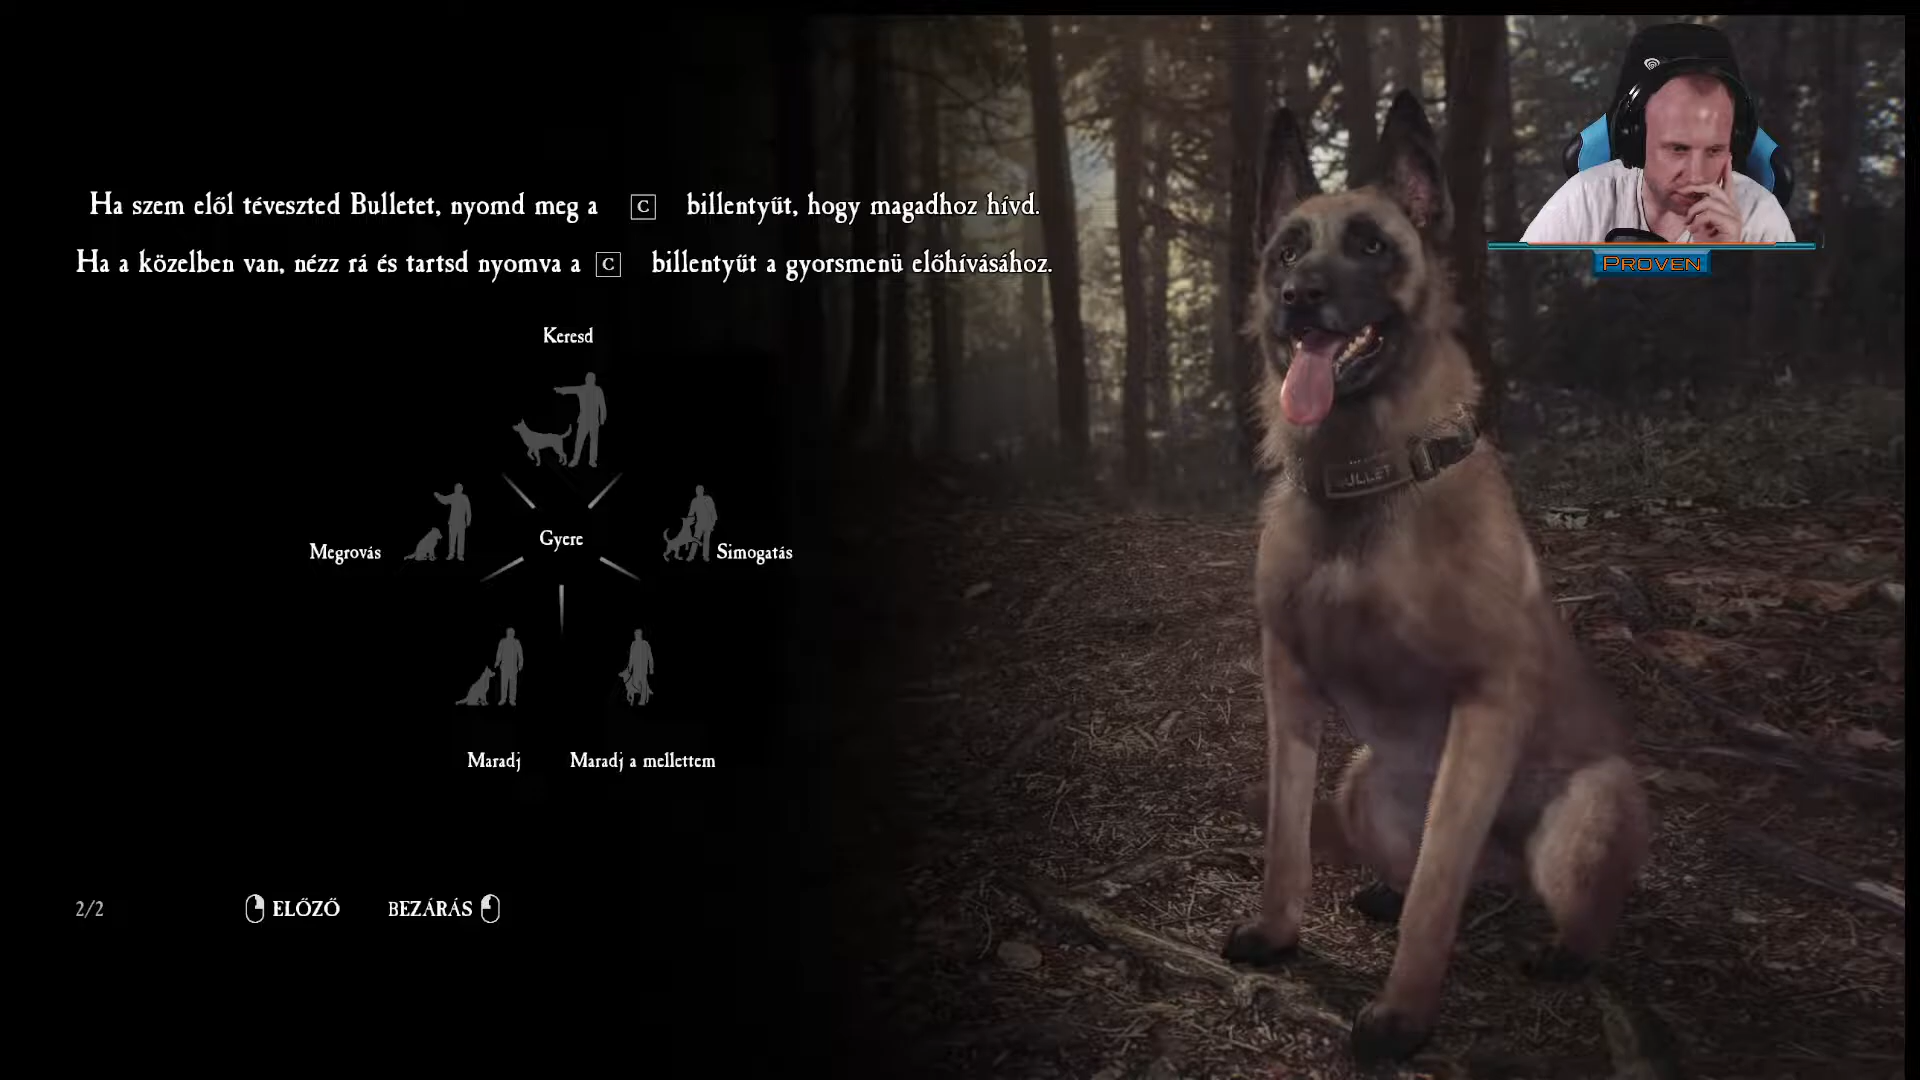 Ha szem elől téveszted Bulletet, nyomd meg a C billentyűt, hogy magadhoz hívd.
Ha a közelben van, nézz rá és tartsd nyomva a C billentyűt a gyorsmenü előhívásához.
PROVEN
Keresd
Megrovás
Gyere
Simogatás
Maradj
Maradj a mellettem
2/2
ELŐZŐ
BEZÁRÁS